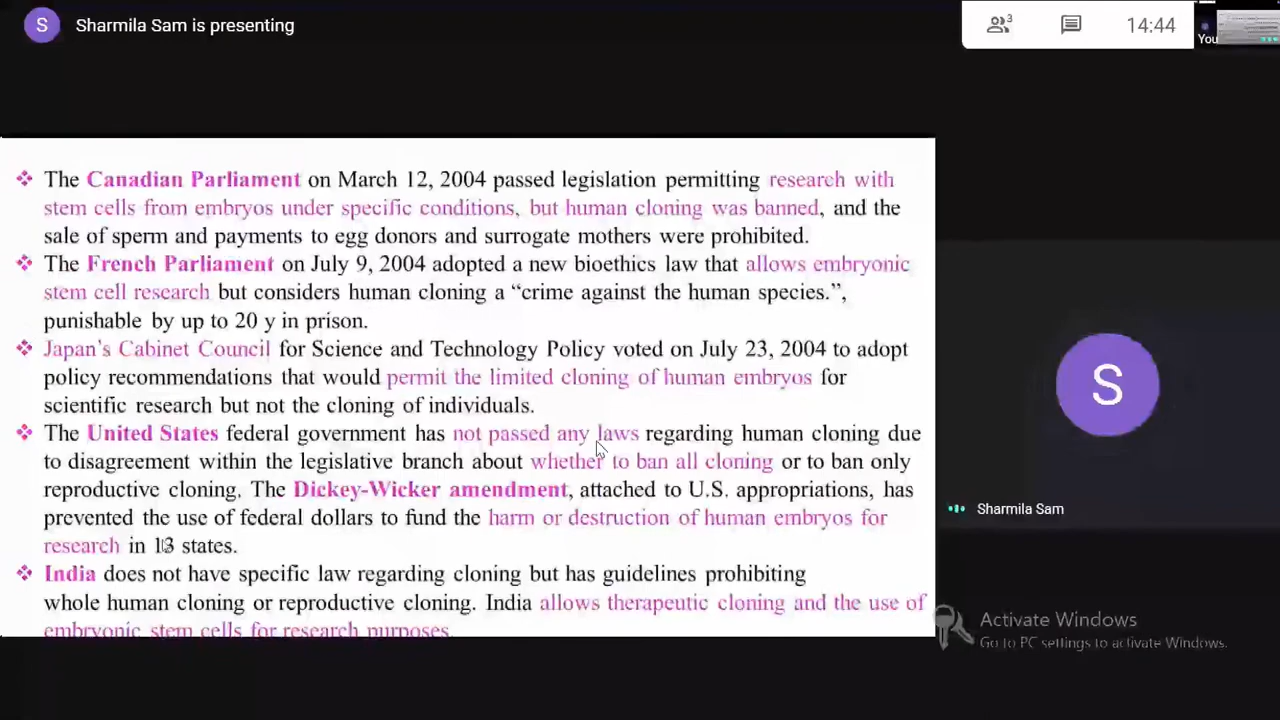 S Sharmila Sam is presenting
3
14:44
You
❖ The Canadian Parliament on March 12, 2004 passed legislation permitting research with
stem cells from embryos under specific conditions, but human cloning was banned, and the
sale of sperm and payments to egg donors and surrogate mothers were prohibited.
❖ The French Parliament on July 9, 2004 adopted a new bioethics law that allows embryonic
stem cell research but considers human cloning a “crime against the human species.”,
punishable by up to 20 y in prison.
❖ Japan’s Cabinet Council for Science and Technology Policy voted on July 23, 2004 to adopt
policy recommendations that would permit the limited cloning of human embryos for
scientific research but not the cloning of individuals.
❖ The United States federal government has not passed any laws regarding human cloning due
to disagreement within the legislative branch about whether to ban all cloning or to ban only
reproductive cloning. The Dickey-Wicker amendment, attached to U.S. appropriations, has
prevented the use of federal dollars to fund the harm or destruction of human embryos for
research in 13 states.
❖ India does not have specific law regarding cloning but has guidelines prohibiting
whole human cloning or reproductive cloning. India allows therapeutic cloning and the use of
embryonic stem cells for research purposes.
S
Sharmila Sam
Activate Windows
Go to PC settings to activate Windows.